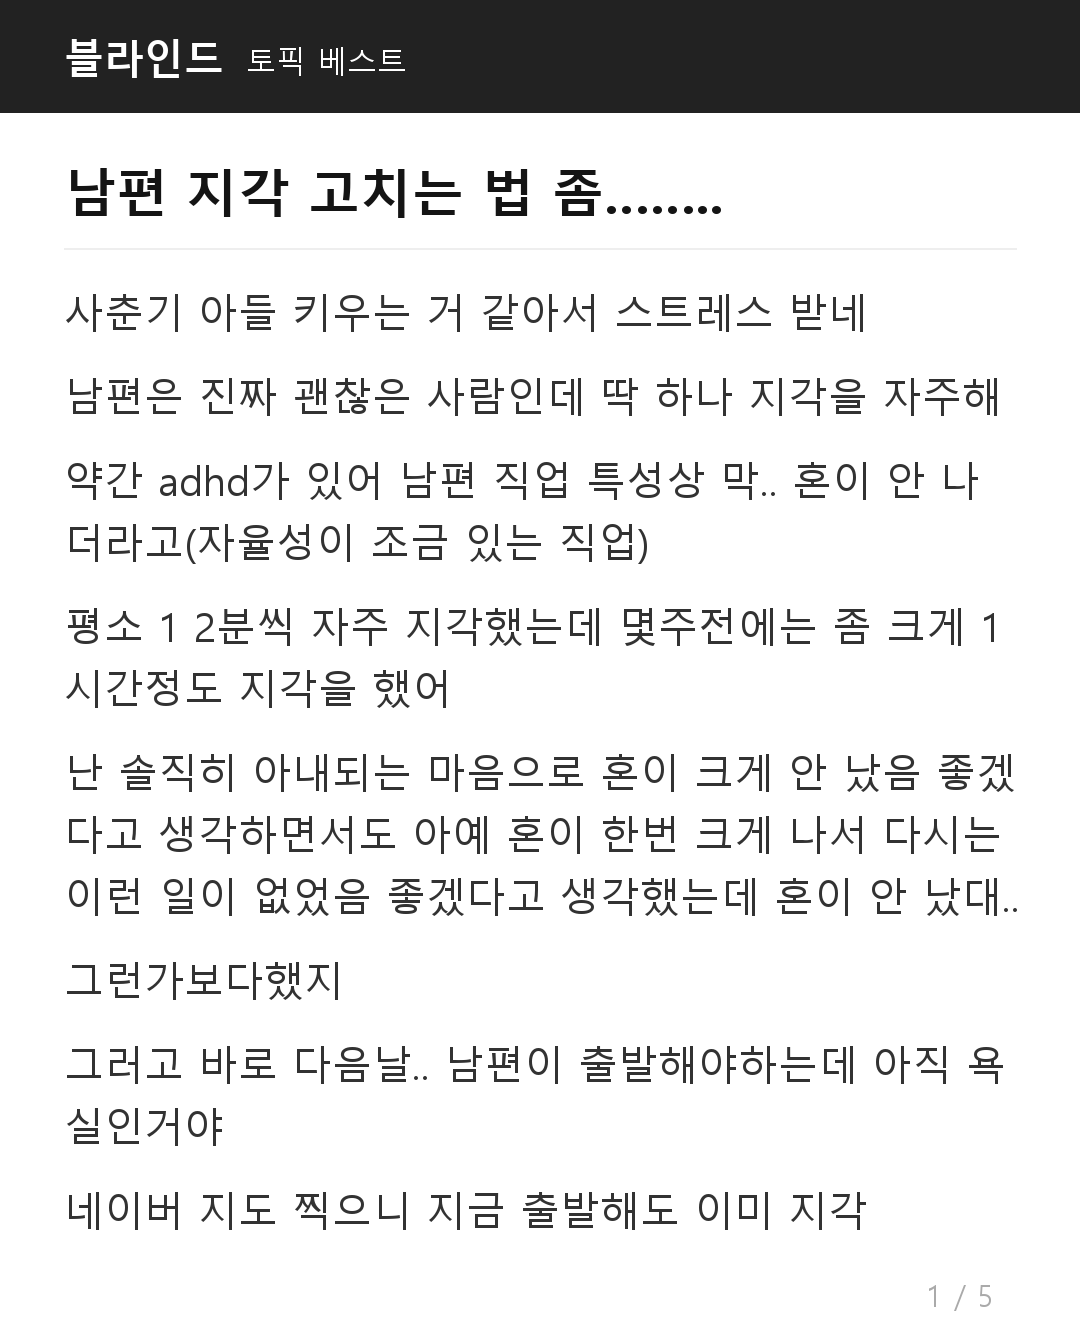 블라인드 토픽 베스트
남편 지각 고치는 법 좀........
사춘기 아들 키우는 거 같아서 스트레스 받네
남편은 진짜 괜찮은 사람인데 딱 하나 지각을 자주해
약간 adhd가 있어 남편 직업 특성상 막.. 혼이 안 나
더라고(자율성이 조금 있는 직업)
평소 1 2분씩 자주 지각했는데 몇주전에는 좀 크게 1
시간정도 지각을 했어
난 솔직히 아내되는 마음으로 혼이 크게 안 났음 좋겠
다고 생각하면서도 아예 혼이 한번 크게 나서 다시는
이런 일이 없었음 좋겠다고 생각했는데 혼이 안 났대..
그런가보다했지
그러고 바로 다음날.. 남편이 출발해야하는데 아직 욕
실인거야
네이버 지도 찍으니 지금 출발해도 이미 지각
1 / 5